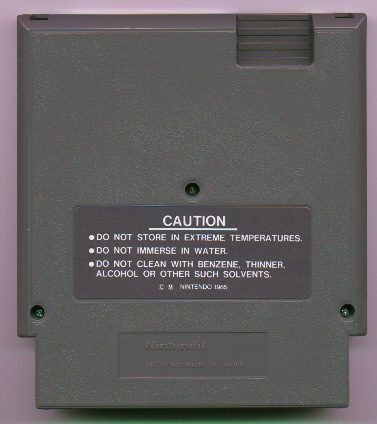 CAUTION
● DO NOT STORE IN EXTREME TEMPERATURES.
● DO NOT IMMERSE IN WATER.
● DO NOT CLEAN WITH BENZENE, THINNER,
ALCOHOL OR OTHER SUCH SOLVENTS.
© NINTENDO 1985
Nintendo